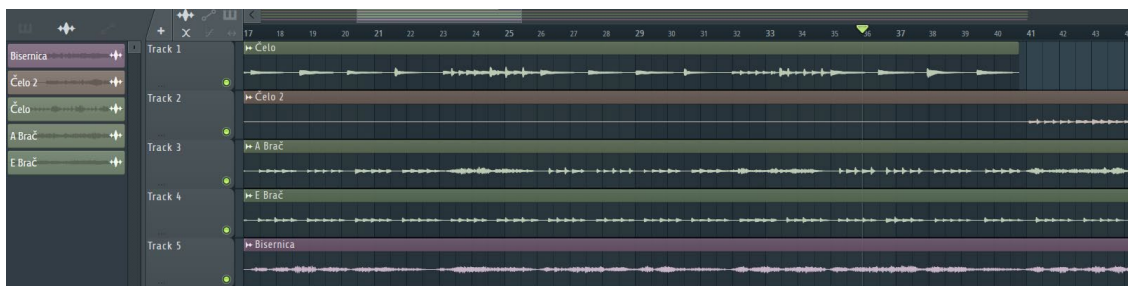 17 18 19 20 21 22 23 24 25 26 27 28 29 30 31 32 33 34 35 36 37 38 39 40 41 42 43
Bisernica
Čelo 2
Čelo
A Brač
E Brač
Track 1
Čelo
Track 2
Čelo 2
Track 3
A Brač
Track 4
E Brač
Track 5
Bisernica